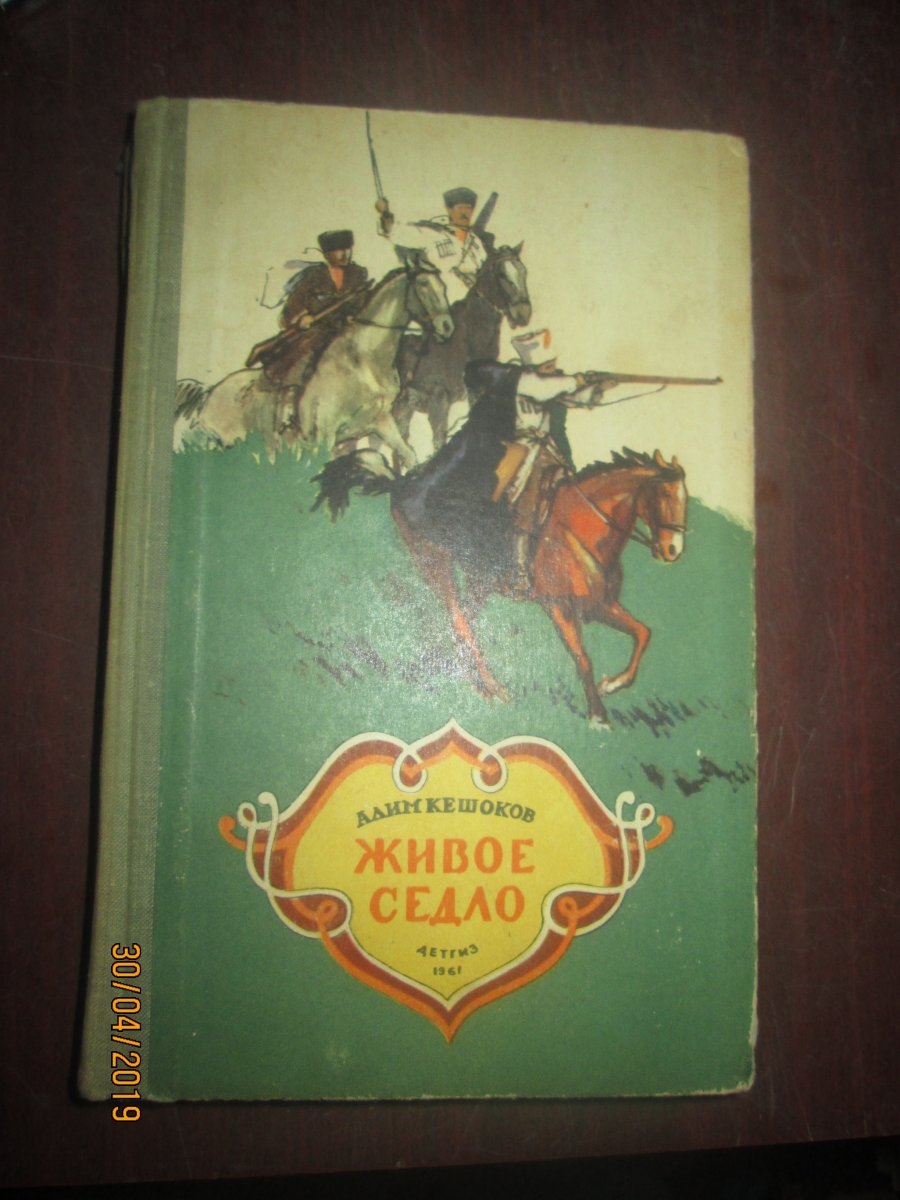 АЛИМ КЕШОКОВ
ЖИВОЕ
СЕДЛО
ДЕТГИЗ
1961
30/04/2019